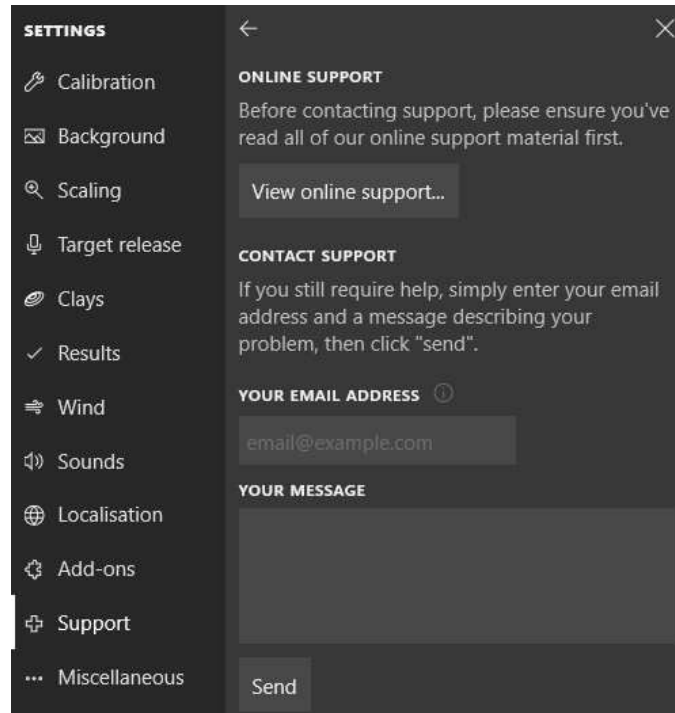 SETTINGS
Calibration
Background
Scaling
Target release
Clays
Results
Wind
Sounds
Localisation
Add-ons
Support
Miscellaneous
ONLINE SUPPORT
Before contacting support, please ensure you've
read all of our online support material first.
View online support...
CONTACT SUPPORT
If you still require help, simply enter your email
address and a message describing your
problem, then click "send".
YOUR EMAIL ADDRESS
email@example.com
YOUR MESSAGE
Send